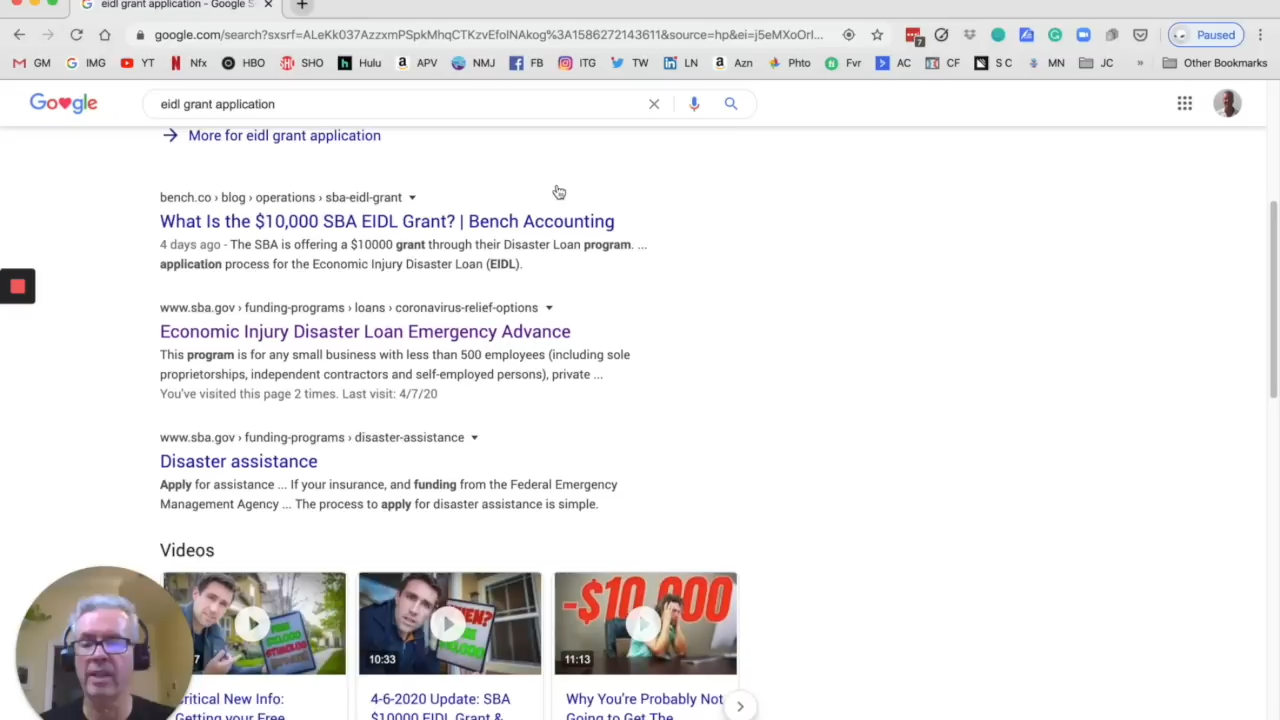 eidl grant application - Google S
google.com/search?sxsrf=ALeKk037AzzxmPSpkMhqCTKzvEfoINAkog%3A1586272143611&source=hp&ei=j5eMXoOrI...
7
Paused
GM
IMG
YT
Nfx
HBO
SHO
Hulu
APV
NMJ
FB
ITG
TW
LN
Azn
Phto
Fvr
AC
CF
S C
MN
JC
»
Other Bookmarks
eidl grant application
More for eidl grant application
bench.co › blog › operations › sba-eidl-grant
What Is the $10,000 SBA EIDL Grant? | Bench Accounting
4 days ago - The SBA is offering a $10000 grant through their Disaster Loan program. ...
application process for the Economic Injury Disaster Loan (EIDL).
www.sba.gov › funding-programs › loans › coronavirus-relief-options
Economic Injury Disaster Loan Emergency Advance
This program is for any small business with less than 500 employees (including sole
proprietorships, independent contractors and self-employed persons), private ...
You've visited this page 2 times. Last visit: 4/7/20
www.sba.gov › funding-programs › disaster-assistance
Disaster assistance
Apply for assistance ... If your insurance, and funding from the Federal Emergency
Management Agency ... The process to apply for disaster assistance is simple.
Videos
-$10,000
7
10:33
11:13
ritical New Info:
4-6-2020 Update: SBA
Why You're Probably Not
Getting your Free
$10000 EIDL Grant &
Going to Get The